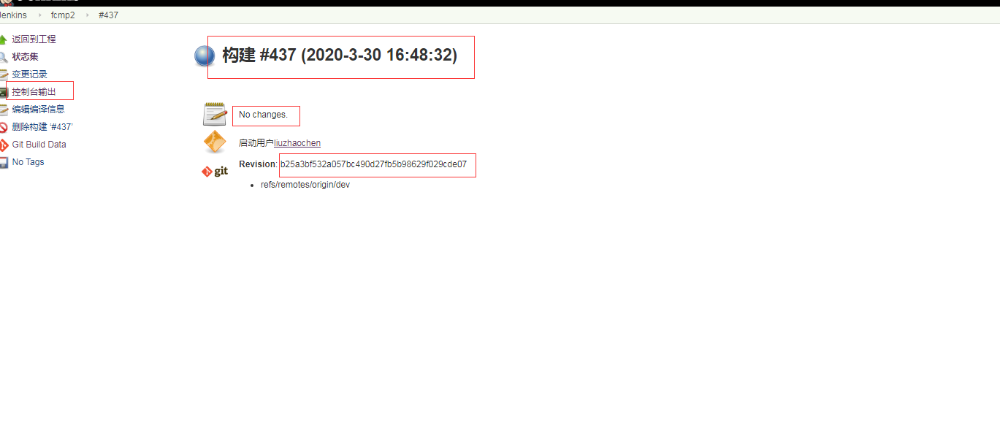 Jenkins
fcmp2
#437
返回到工程
状态集
变更记录
控制台输出
编辑编译信息
删除构建 ‘#437’
Git Build Data
No Tags
构建 #437 (2020-3-30 16:48:32)
No changes.
启动用户liuzhaochen
git
Revision: b25a3bf532a057bc490d27fb5b98629f029cde07
refs/remotes/origin/dev